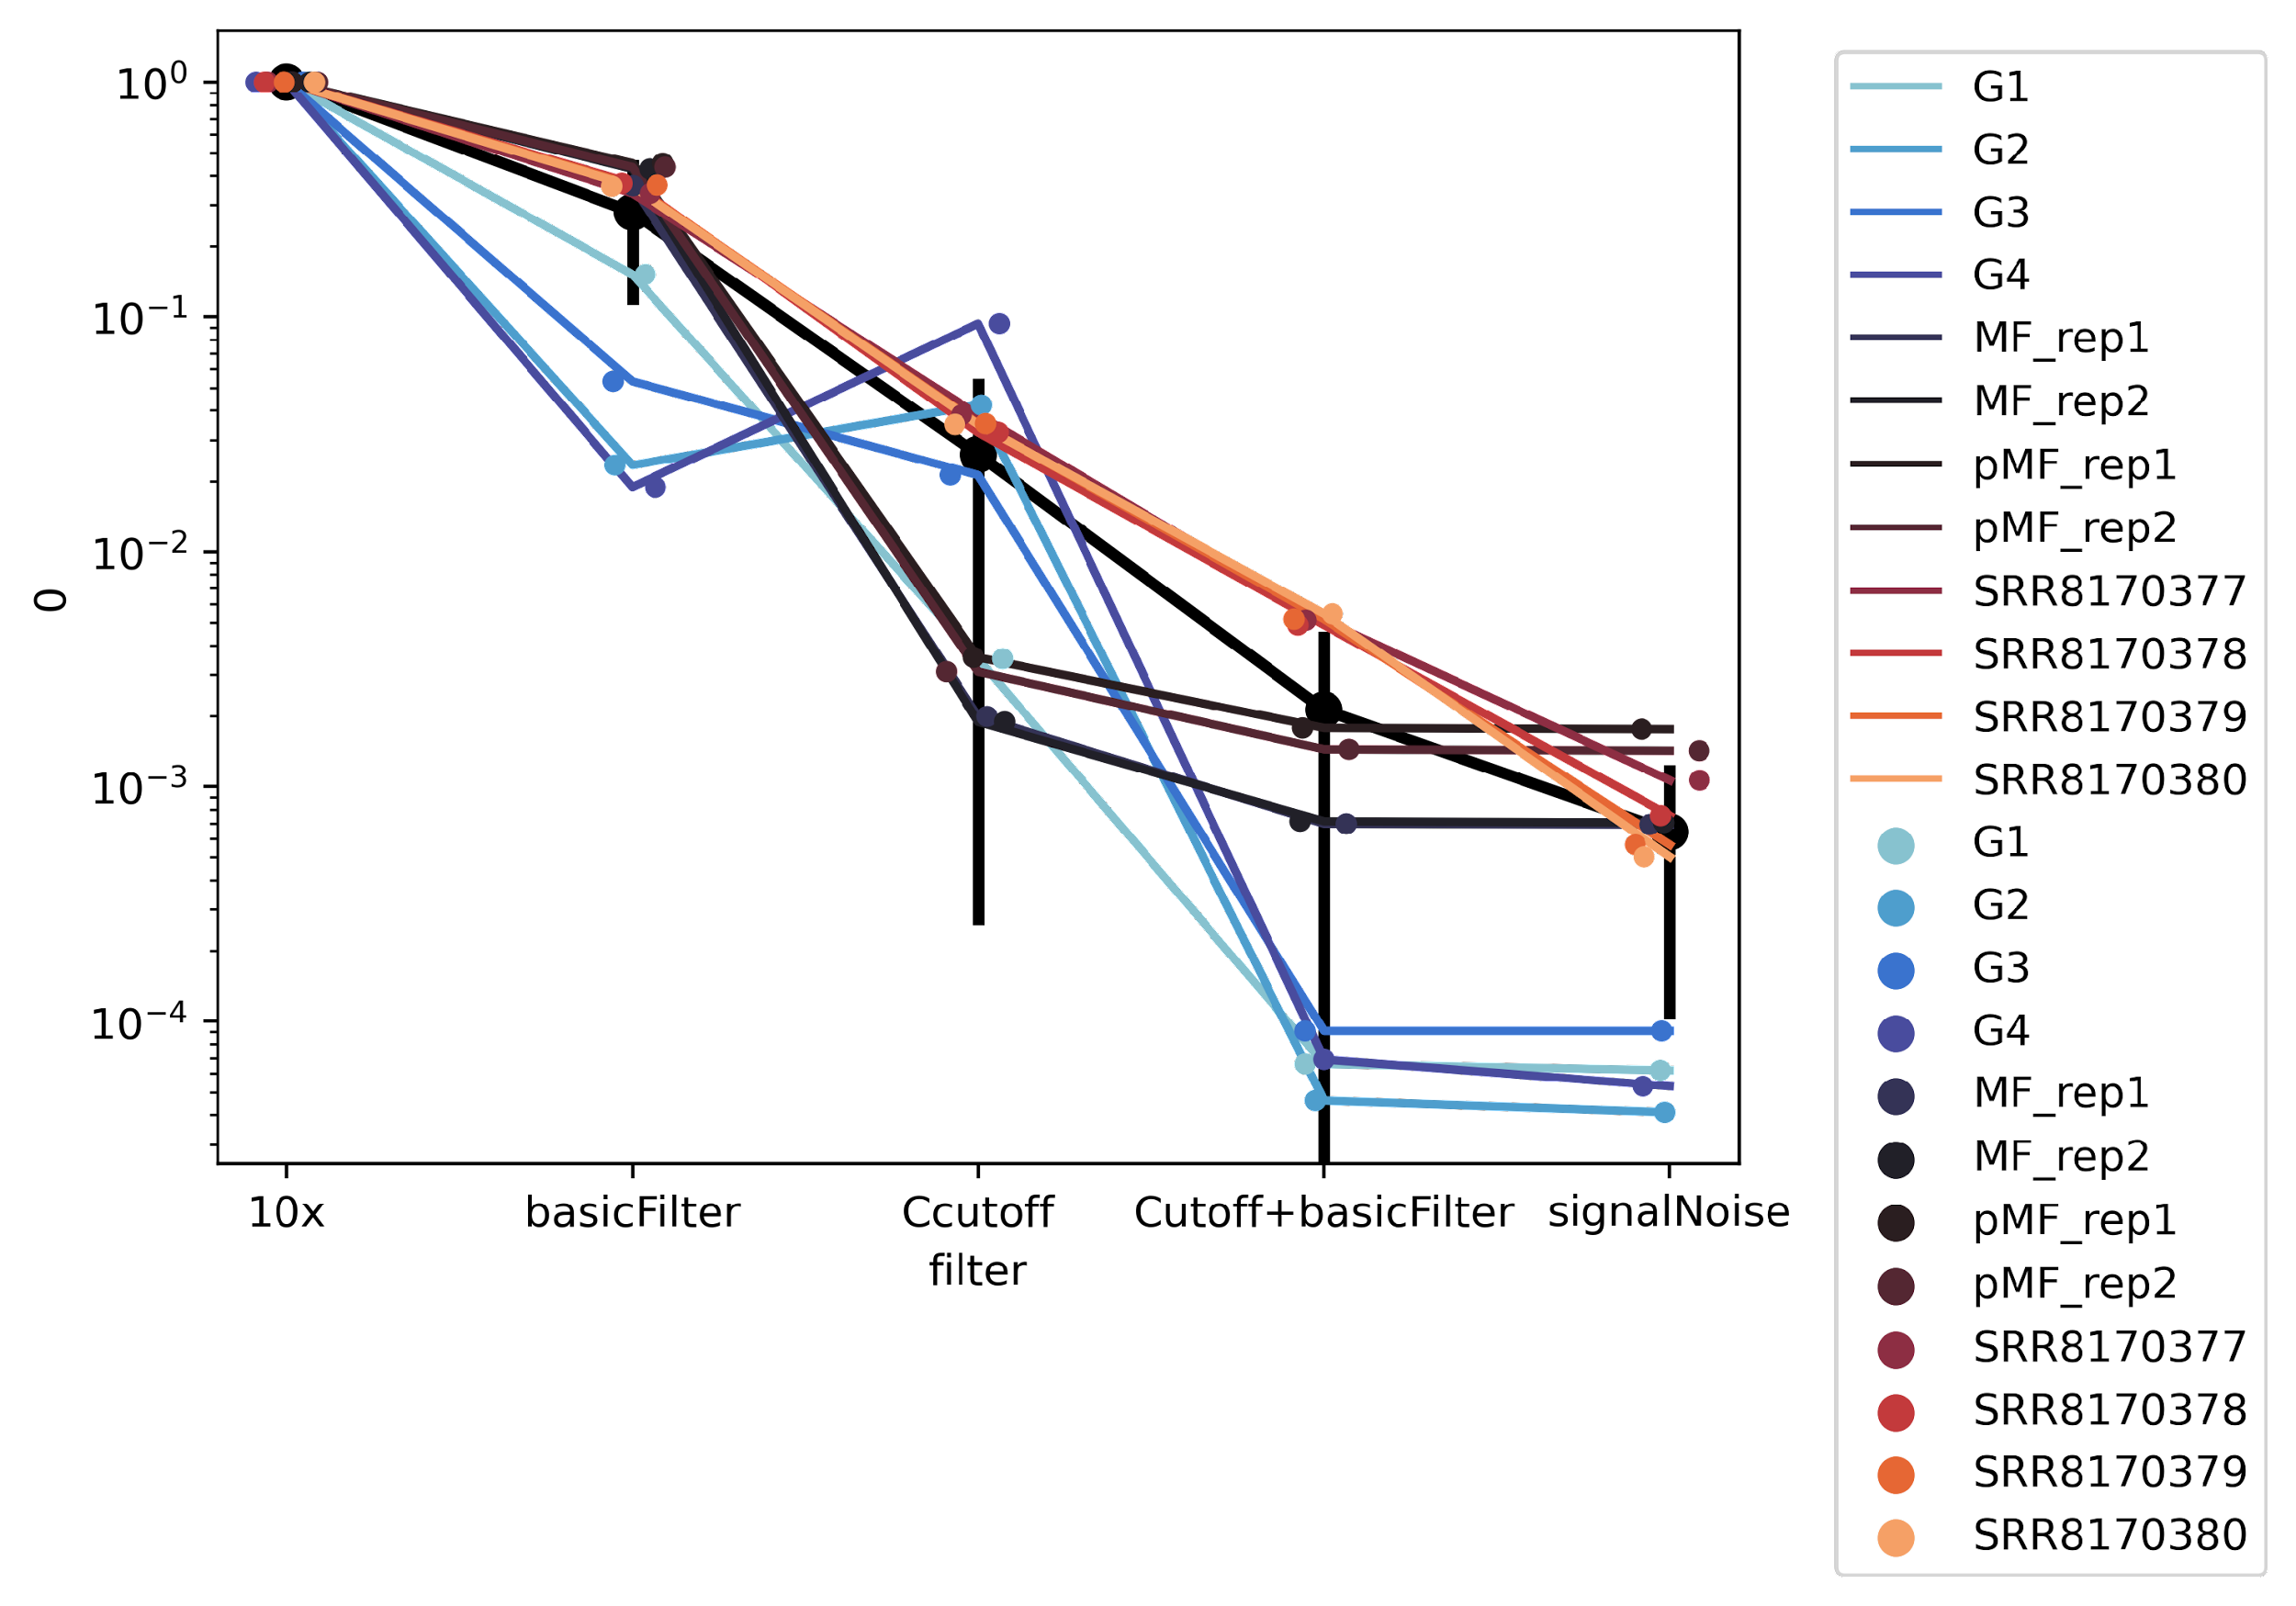 10⁰
10⁻¹
10⁻²
10⁻³
10⁻⁴
0
10x
basicFilter
Ccutoff
Cutoff+basicFilter
signalNoise
filter
G1
G2
G3
G4
MF_rep1
MF_rep2
pMF_rep1
pMF_rep2
SRR8170377
SRR8170378
SRR8170379
SRR8170380
G1
G2
G3
G4
MF_rep1
MF_rep2
pMF_rep1
pMF_rep2
SRR8170377
SRR8170378
SRR8170379
SRR8170380